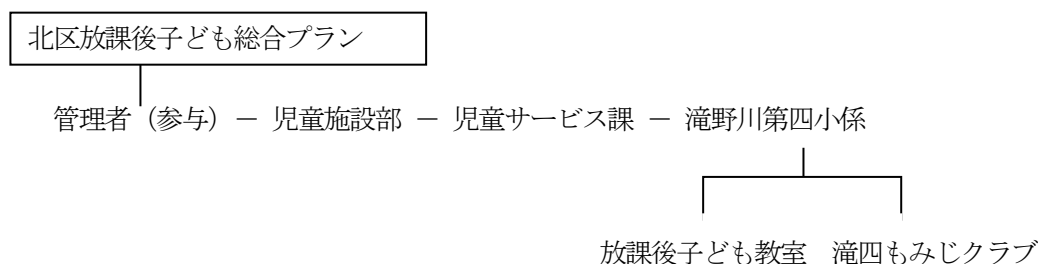 北区放課後子ども総合プラン
管理者（参与）－ 児童施設部 － 児童サービス課 － 滝野川第四小係
放課後子ども教室　滝四もみじクラブ